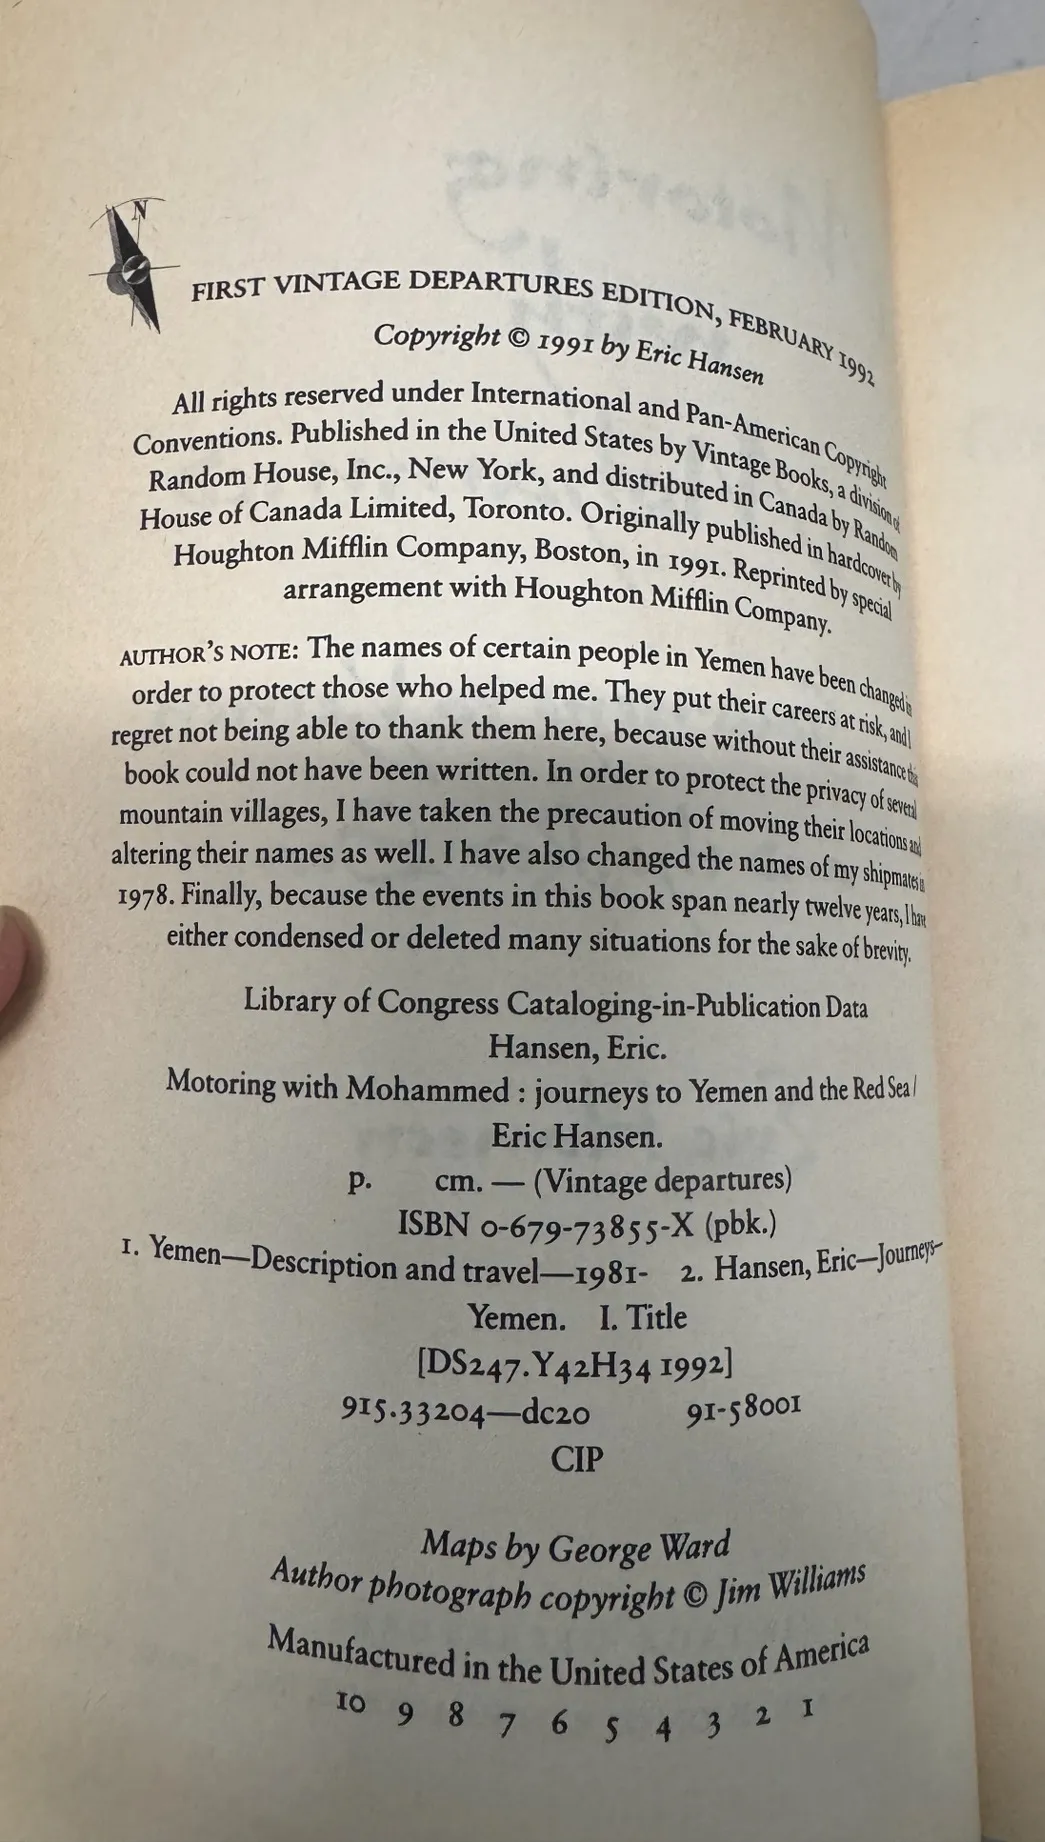 N
FIRST VINTAGE DEPARTURES EDITION, FEBRUARY 1992
Copyright © 1991 by Eric Hansen
All rights reserved under International and Pan-American Copyright
Conventions. Published in the United States by Vintage Books, a division of
Random House, Inc., New York, and distributed in Canada by Random
House of Canada Limited, Toronto. Originally published in hardcover by
Houghton Mifflin Company, Boston, in 1991. Reprinted by special
arrangement with Houghton Mifflin Company.
AUTHOR'S NOTE: The names of certain people in Yemen have been changed in
order to protect those who helped me. They put their careers at risk, and I
regret not being able to thank them here, because without their assistance this
book could not have been written. In order to protect the privacy of several
mountain villages, I have taken the precaution of moving their locations and
altering their names as well. I have also changed the names of my shipmates in
1978. Finally, because the events in this book span nearly twelve years, I have
either condensed or deleted many situations for the sake of brevity.
Library of Congress Cataloging-in-Publication Data
Hansen, Eric.
Motoring with Mohammed : journeys to Yemen and the Red Sea /
Eric Hansen.
p. cm. — (Vintage departures)
ISBN 0-679-73855-X (pbk.)
1. Yemen—Description and travel—1981- 2. Hansen, Eric—Journeys—
Yemen. I. Title
[DS247.Y42H34 1992]
915.33204—dc20 91-58001
CIP
Maps by George Ward
Author photograph copyright © Jim Williams
Manufactured in the United States of America
10 9 8 7 6 5 4 3 2 1